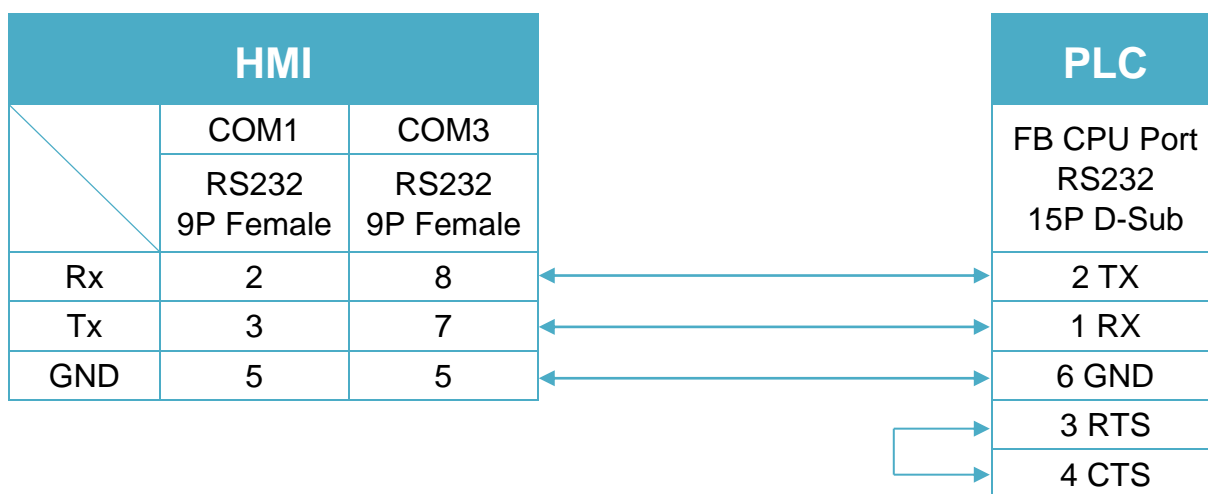 HMI PLC
COM1 COM3
FB CPU Port
RS232
15P D-Sub
RS232
9P Female
RS232
9P Female
Rx 2 8 2 TX
Tx 3 7 1 RX
GND 5 5 6 GND
3 RTS
4 CTS